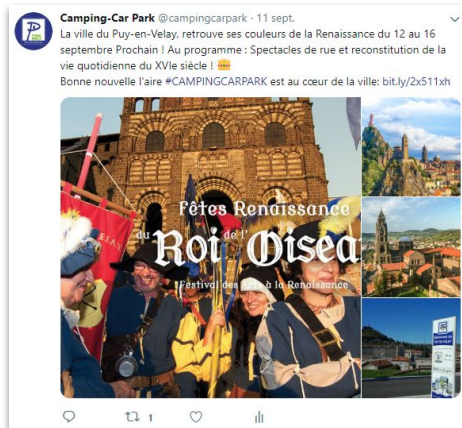 Camping-Car Park @campingcarpark · 11 sept.
La ville du Puy-en-Velay, retrouve ses couleurs de la Renaissance du 12 au 16
septembre Prochain ! Au programme : Spectacles de rue et reconstitution de la
vie quotidienne du XVIe siècle !
Bonne nouvelle l'aire #CAMPINGCARPARK est au cœur de la ville: bit.ly/2x511xh
Fêtes Renaissance
du Roi de l' Oisea
Festival des Arts à la Renaissance
1